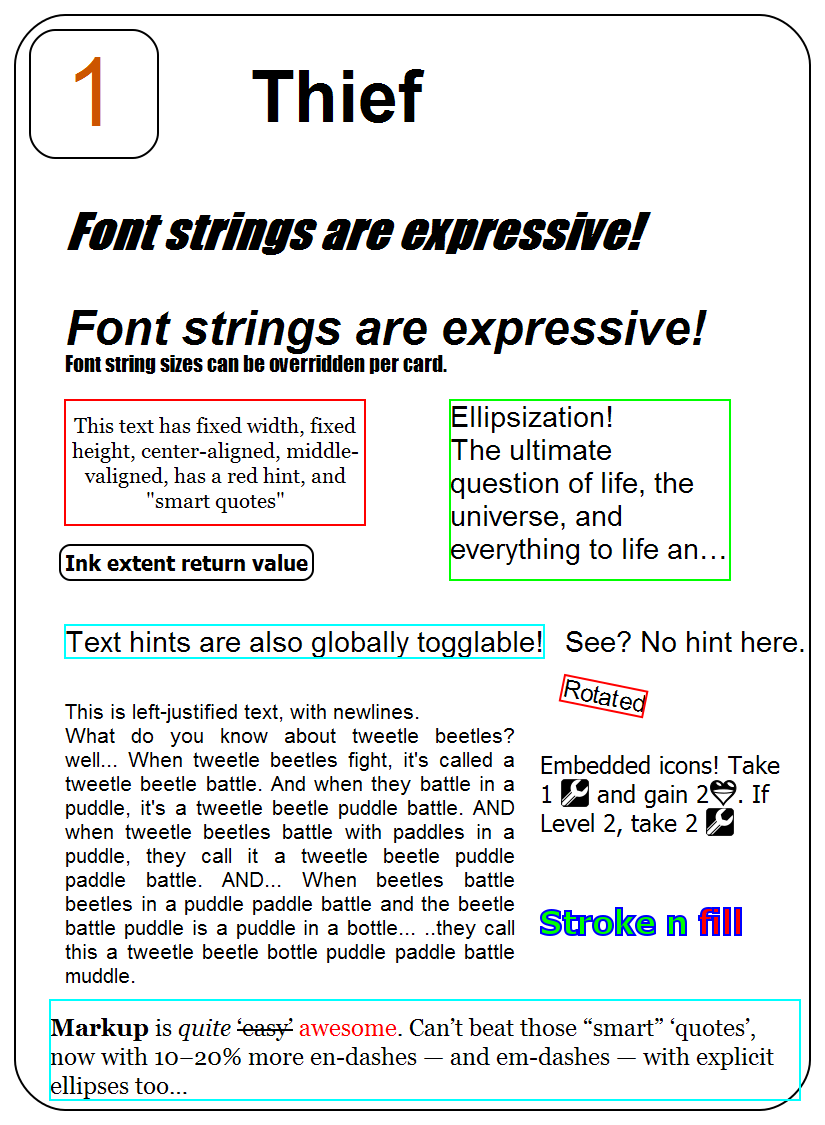 1
Thief
Font strings are expressive!
Font strings are expressive!
Font string sizes can be overridden per card.
This text has fixed width, fixed
height, center-aligned, middle-
valigned, has a red hint, and
"smart quotes"
Ellipsization!
The ultimate
question of life, the
universe, and
everything to life an…
Ink extent return value
Text hints are also globally togglable!
See? No hint here.
Rotated
This is left-justified text, with newlines.
What do you know about tweetle beetles?
well... When tweetle beetles fight, it's called a
tweetle beetle battle. And when they battle in a
puddle, it's a tweetle beetle puddle battle. AND
when tweetle beetles battle with paddles in a
puddle, they call it a tweetle beetle puddle
paddle battle. AND... When beetles battle
beetles in a puddle paddle battle and the beetle
battle puddle is a puddle in a bottle... ..they call
this a tweetle beetle bottle puddle paddle battle
muddle.
Embedded icons! Take
1 and gain 2. If
Level 2, take 2
Stroke n fill
Markup is quite ‘easy’ awesome. Can’t beat those “smart” ‘quotes’,
now with 10–20% more en-dashes — and em-dashes — with explicit
ellipses too…